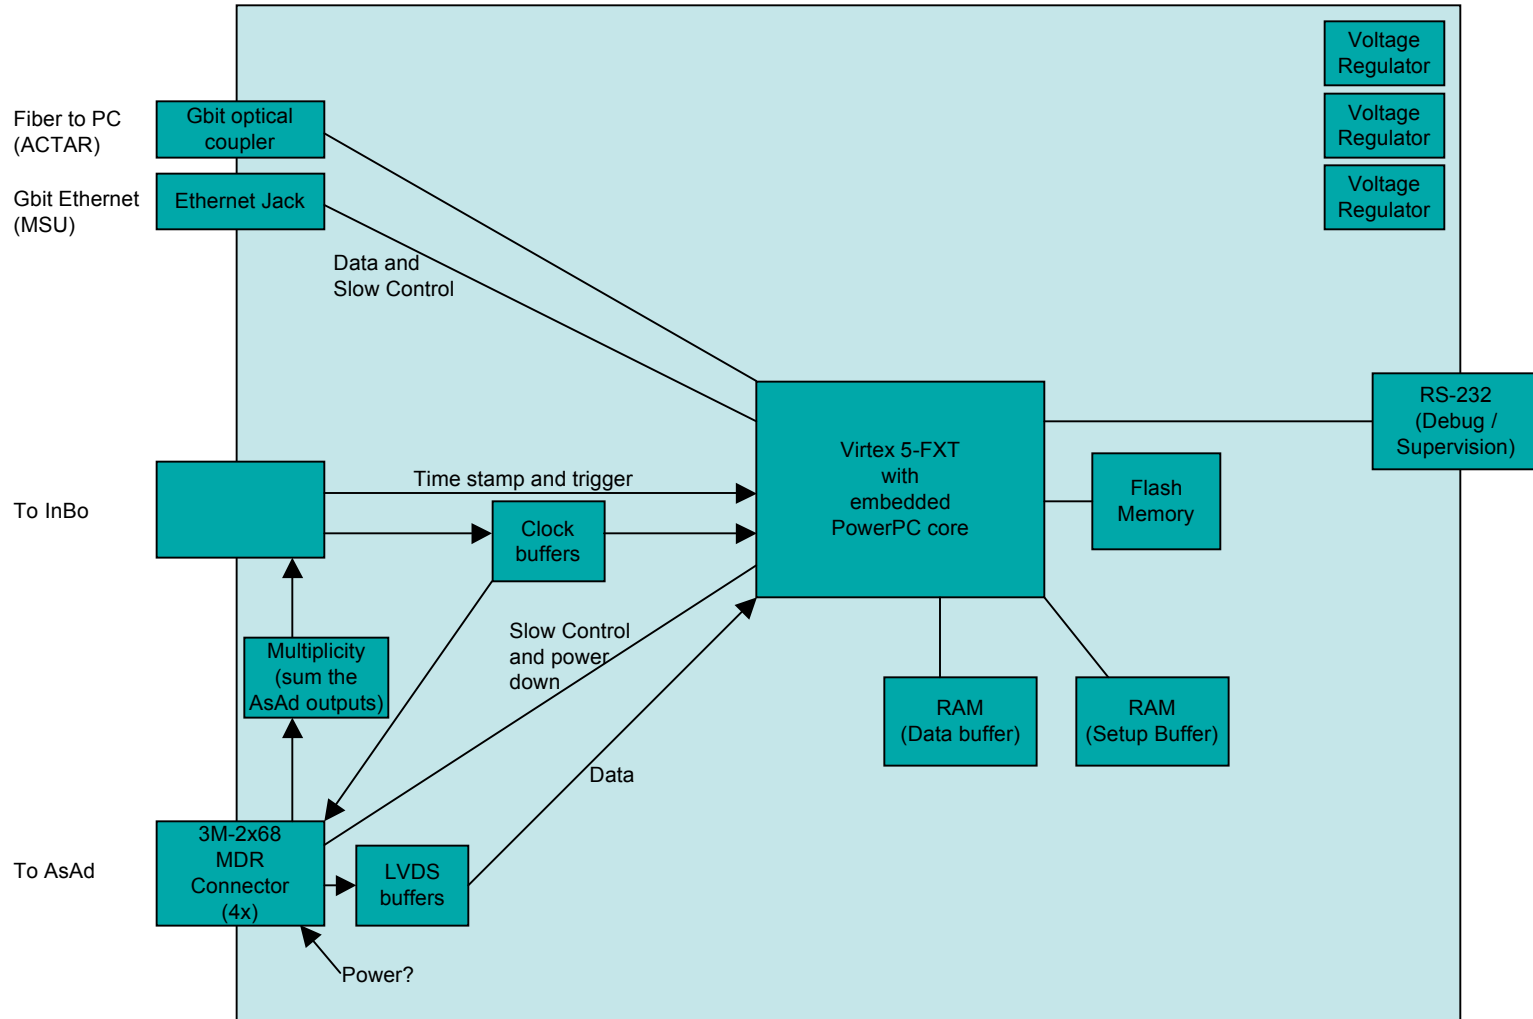 Voltage
Regulator
Fiber to PC
(ACTAR)
Gbit optical
coupler
Voltage
Regulator
Gbit Ethernet
(MSU)
Ethernet Jack
Voltage
Regulator
Data and
Slow Control
RS-232
(Debug /
Supervision)
Virtex 5-FXT
with
embedded
PowerPC core
Time stamp and trigger
Flash
Memory
To InBo
Clock
buffers
Slow Control
and power
down
Multiplicity
(sum the
AsAd outputs)
RAM
(Data buffer)
RAM
(Setup Buffer)
Data
To AsAd
3M-2x68
MDR
Connector
(4x)
LVDS
buffers
Power?